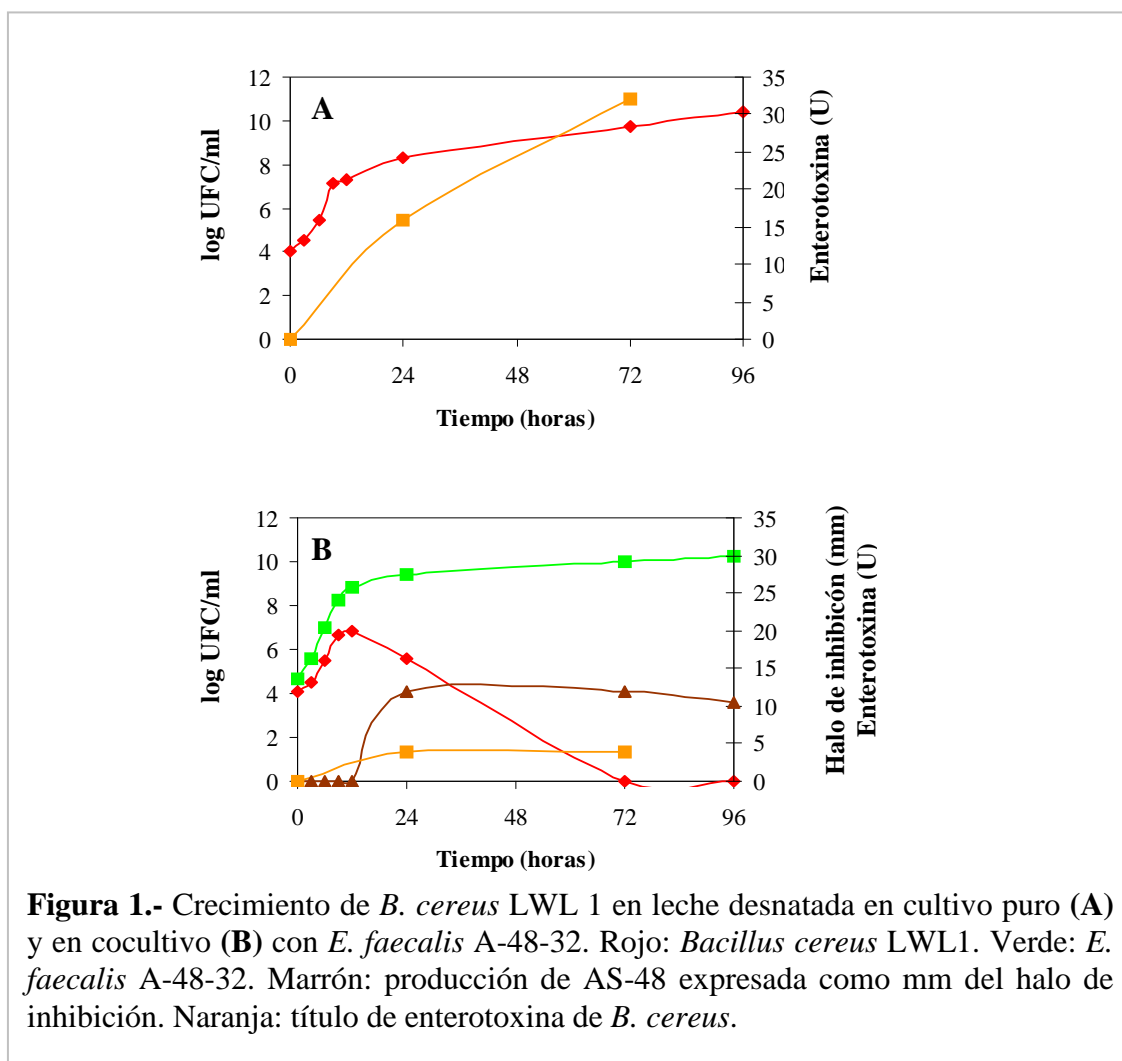 A
12
10
8
6
4
2
0
log UFC/ml
35
30
25
20
15
10
5
0
Enterotoxina (U)
0 24 48 72 96
Tiempo (horas)
B
12
10
8
6
4
2
0
log UFC/ml
35
30
25
20
15
10
5
0
Halo de inhibicón (mm)
Enterotoxina (U)
0 24 48 72 96
Tiempo (horas)
Figura 1.- Crecimiento de B. cereus LWL 1 en leche desnatada en cultivo puro (A)
y en cocultivo (B) con E. faecalis A-48-32. Rojo: Bacillus cereus LWL1. Verde: E.
faecalis A-48-32. Marrón: producción de AS-48 expresada como mm del halo de
inhibición. Naranja: título de enterotoxina de B. cereus.